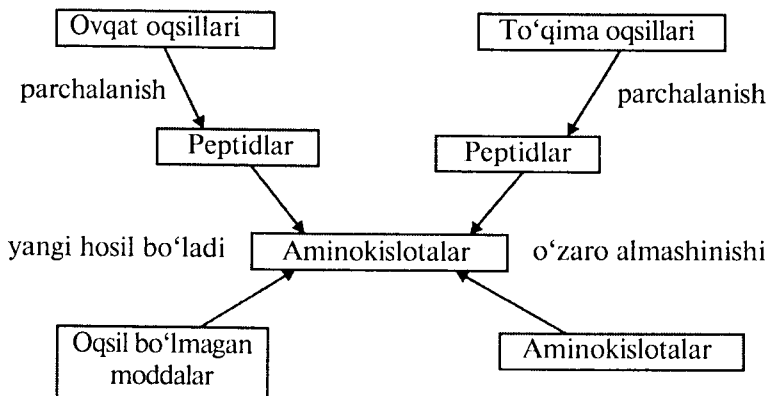 Ovqat oqsillari
To‘qima oqsillari
parchalanish
parchalanish
Peptidlar
Peptidlar
yangi hosil bo‘ladi
Aminokislotalar
o‘zaro almashinishi
Oqsil bo‘lmagan
moddalar
Aminokislotalar